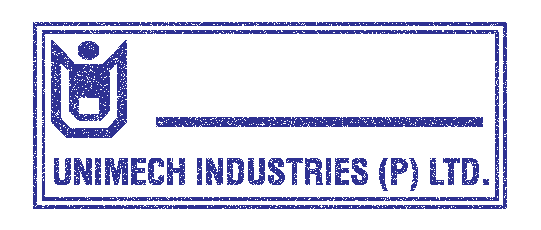 UNIMECH INDUSTRIES (P) LTD.